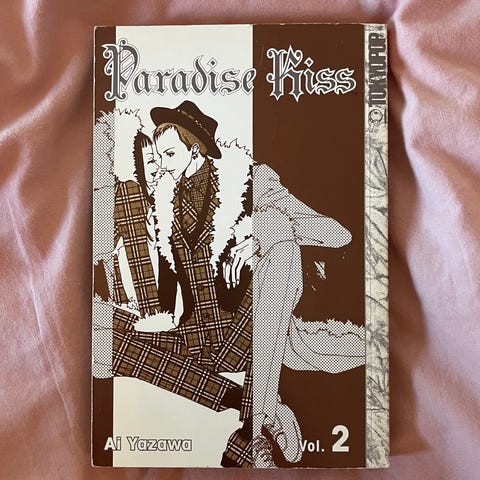 Paradise Kiss
TOKYOPOP
Ai Yazawa
Vol. 2